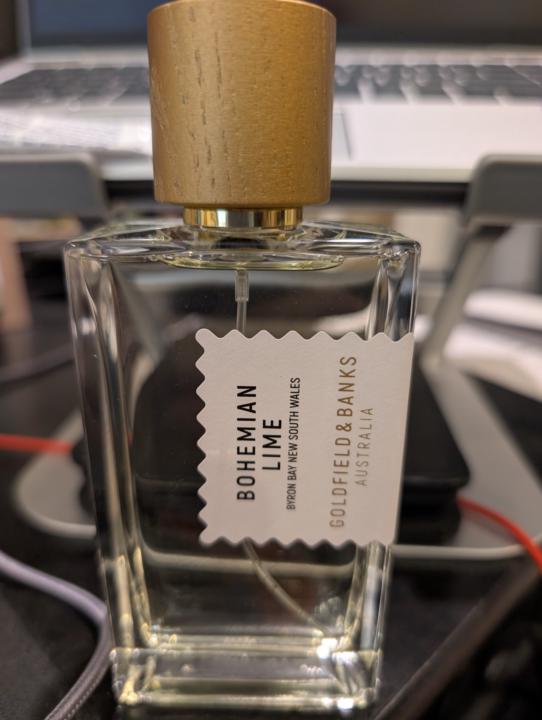 BOHEMIAN
LIME
BYRON BAY NEW SOUTH WALES
GOLDFIELD & BANKS
AUSTRALIA